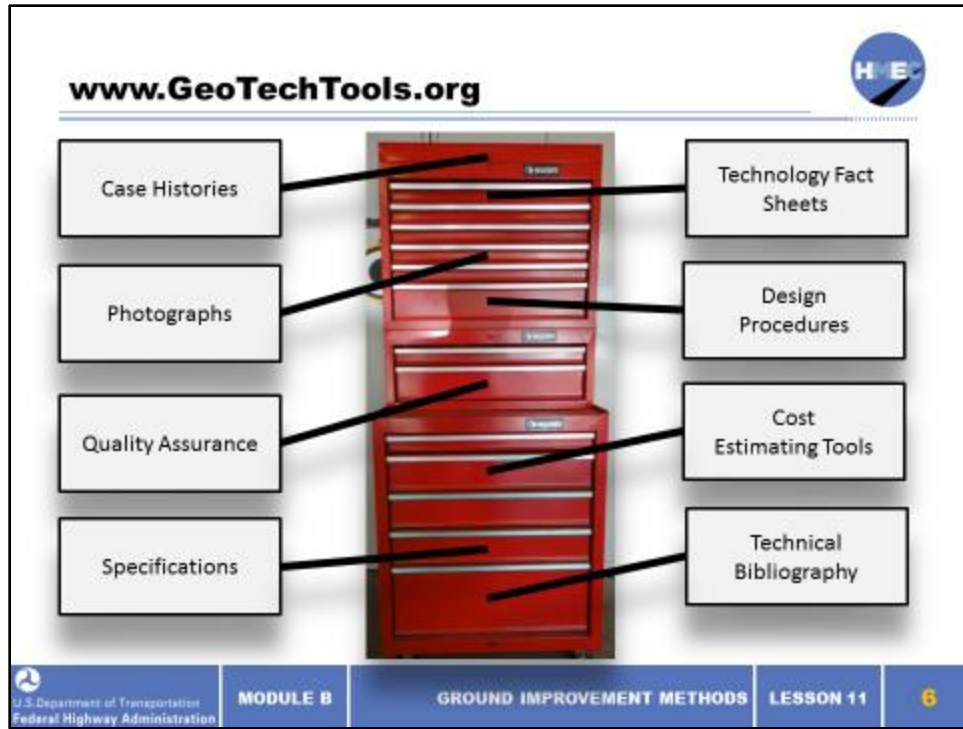 www.GeoTechTools.org
HMEC
Case Histories
Technology Fact
Sheets
Photographs
Design
Procedures
Quality Assurance
Cost
Estimating Tools
Specifications
Technical
Bibliography
U.S.Department of Transportation
Federal Highway Administration
MODULE B
GROUND IMPROVEMENT METHODS
LESSON 11
6